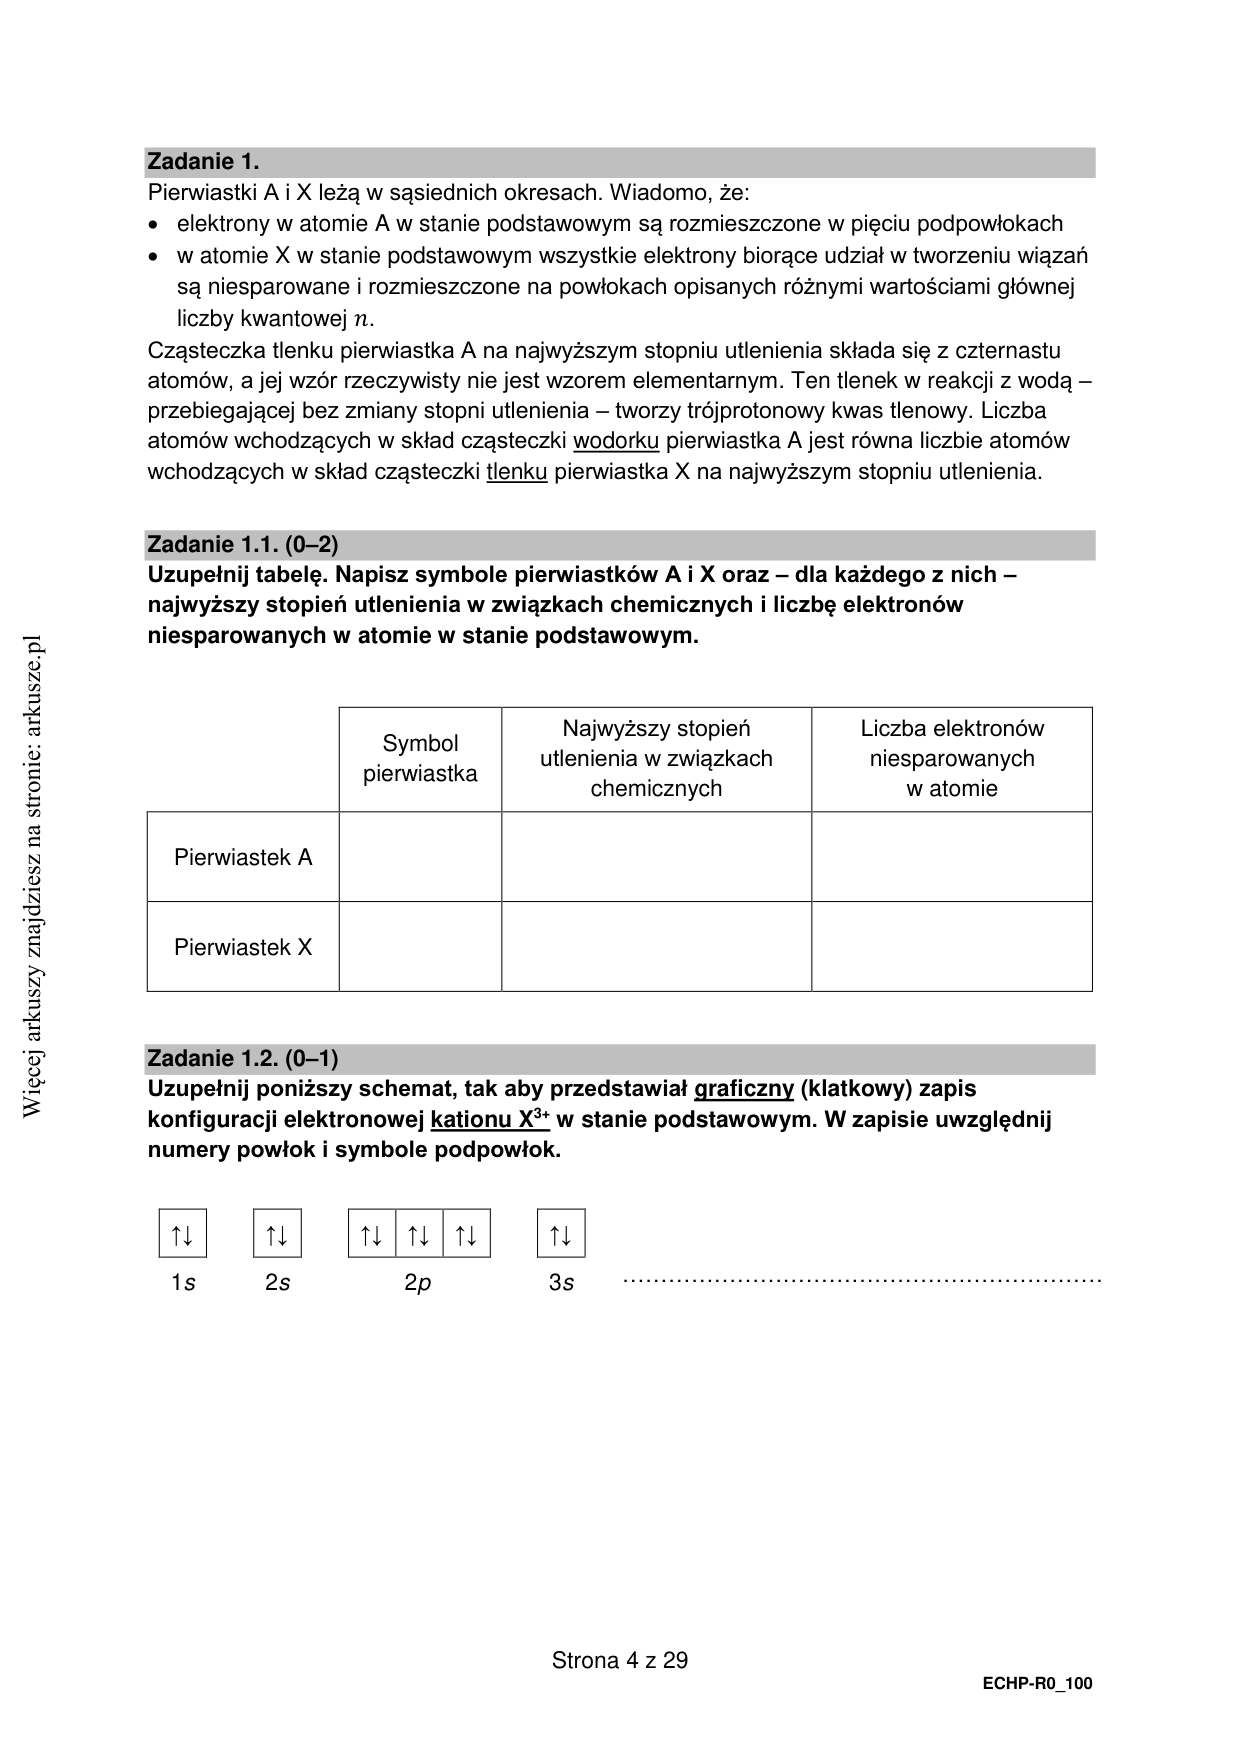 Zadanie 1.
Pierwiastki A i X leżą w sąsiednich okresach. Wiadomo, że:
• elektrony w atomie A w stanie podstawowym są rozmieszczone w pięciu podpowłokach
• w atomie X w stanie podstawowym wszystkie elektrony biorące udział w tworzeniu wiązań
są niesparowane i rozmieszczone na powłokach opisanych różnymi wartościami głównej
liczby kwantowej n.
Cząsteczka tlenku pierwiastka A na najwyższym stopniu utlenienia składa się z czternastu
atomów, a jej wzór rzeczywisty nie jest wzorem elementarnym. Ten tlenek w reakcji z wodą –
przebiegającej bez zmiany stopni utlenienia – tworzy trójprotonowy kwas tlenowy. Liczba
atomów wchodzących w skład cząsteczki wodorku pierwiastka A jest równa liczbie atomów
wchodzących w skład cząsteczki tlenku pierwiastka X na najwyższym stopniu utlenienia.
Zadanie 1.1. (0–2)
Uzupełnij tabelę. Napisz symbole pierwiastków A i X oraz – dla każdego z nich –
najwyższy stopień utlenienia w związkach chemicznych i liczbę elektronów
niesparowanych w atomie w stanie podstawowym.
Symbol
pierwiastka
Najwyższy stopień
utlenienia w związkach
chemicznych
Liczba elektronów
niesparowanych
w atomie
Pierwiastek A
Pierwiastek X
Zadanie 1.2. (0–1)
Uzupełnij poniższy schemat, tak aby przedstawiał graficzny (klatkowy) zapis
konfiguracji elektronowej kationu X³⁺ w stanie podstawowym. W zapisie uwzględnij
numery powłok i symbole podpowłok.
↑↓ ↑↓ ↑↓ ↑↓ ↑↓ ↑↓
1s 2s 2p 3s ...............................................................
Strona 4 z 29
ECHP-R0_100
Więcej arkuszy znajdziesz na stronie: arkusze.pl